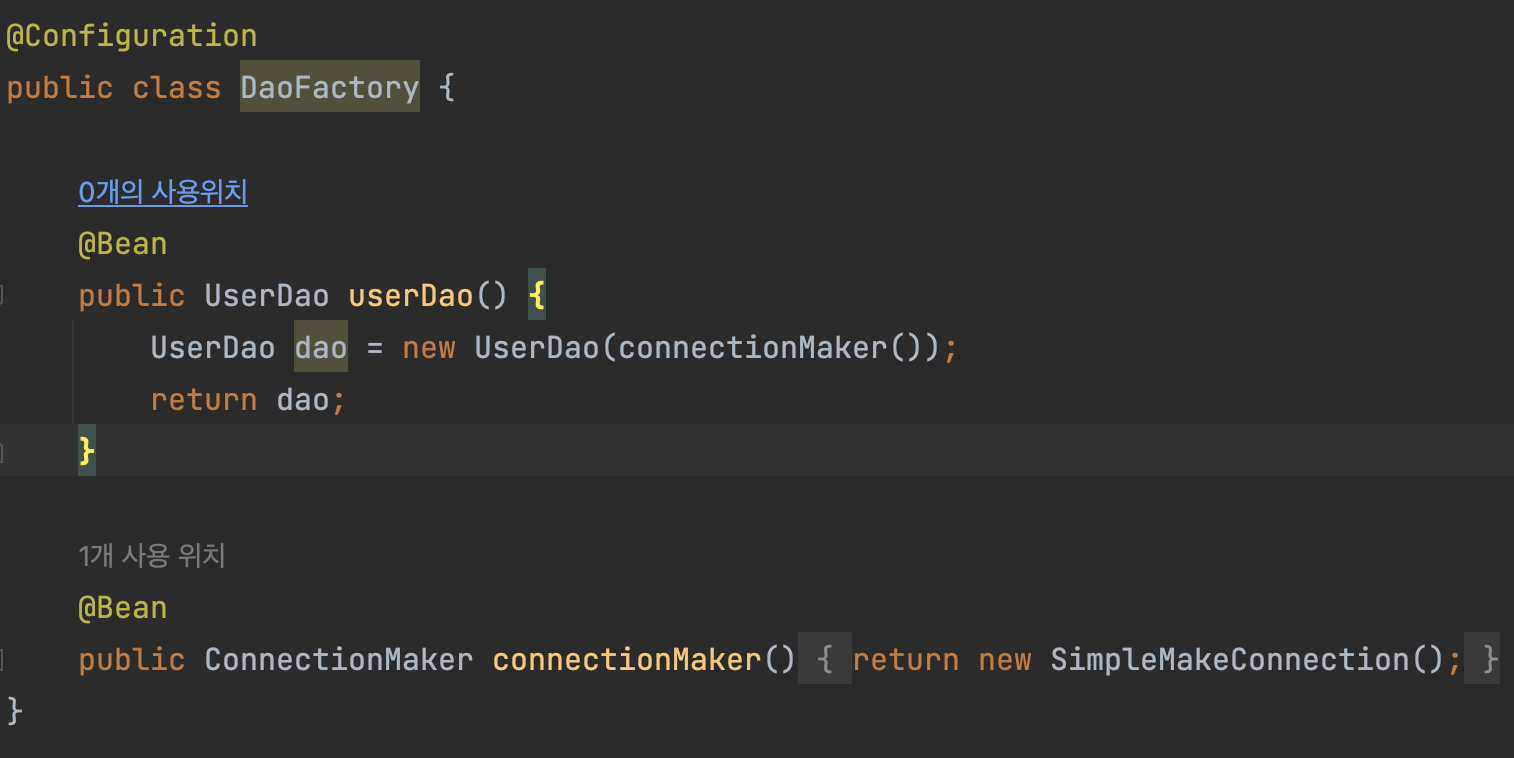 @Configuration
public class DaoFactory {
0개의 사용위치
@Bean
public UserDao userDao() {
UserDao dao = new UserDao(connectionMaker());
return dao;
}
1개 사용 위치
@Bean
public ConnectionMaker connectionMaker() { return new SimpleMakeConnection(); }
}